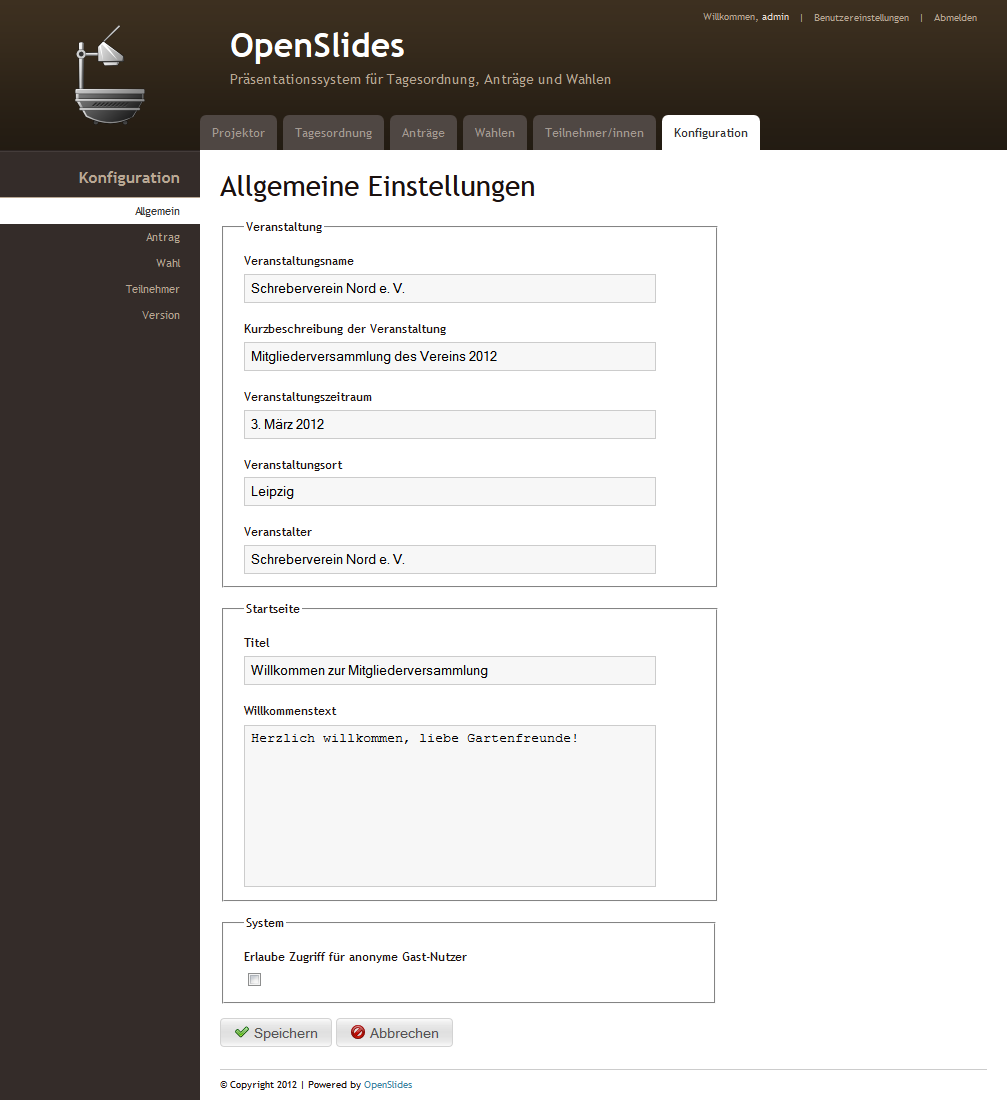 Willkommen, admin | Benutzereinstellungen | Abmelden
OpenSlides
Präsentationssystem für Tagesordnung, Anträge und Wahlen
Projektor Tagesordnung Anträge Wahlen Teilnehmer/innen Konfiguration
Konfiguration
Allgemein
Antrag
Wahl
Teilnehmer
Version
Allgemeine Einstellungen
Veranstaltung
Veranstaltungsname
Schreberverein Nord e. V.
Kurzbeschreibung der Veranstaltung
Mitgliederversammlung des Vereins 2012
Veranstaltungszeitraum
3. März 2012
Veranstaltungsort
Leipzig
Veranstalter
Schreberverein Nord e. V.
Startseite
Titel
Willkommen zur Mitgliederversammlung
Willkommenstext
Herzlich willkommen, liebe Gartenfreunde!
System
Erlaube Zugriff für anonyme Gast-Nutzer
Speichern Abbrechen
© Copyright 2012 | Powered by OpenSlides